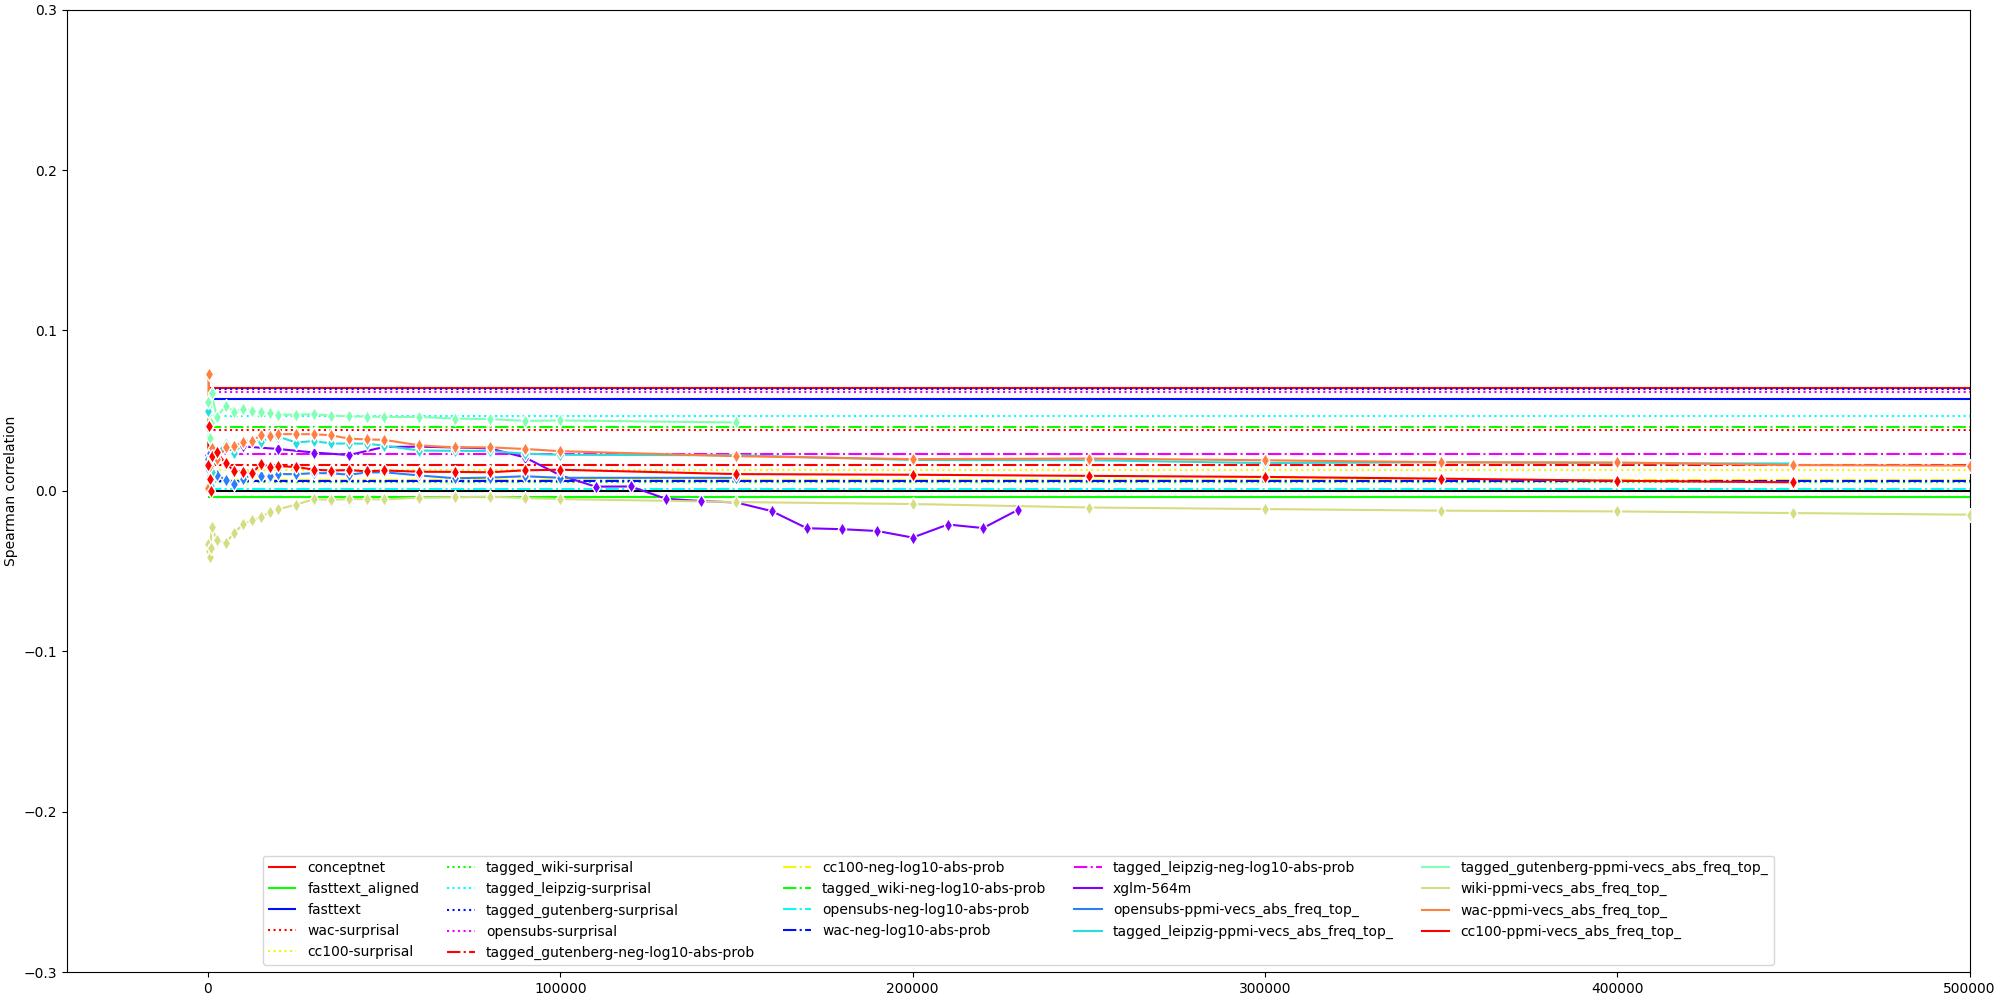 0.3
0.2
0.1
0.0
−0.1
−0.2
−0.3
Spearman correlation
conceptnet
fasttext_aligned
fasttext
wac-surprisal
cc100-surprisal
tagged_wiki-surprisal
tagged_leipzig-surprisal
tagged_gutenberg-surprisal
opensubs-surprisal
tagged_gutenberg-neg-log10-abs-prob
cc100-neg-log10-abs-prob
tagged_wiki-neg-log10-abs-prob
opensubs-neg-log10-abs-prob
wac-neg-log10-abs-prob
tagged_leipzig-neg-log10-abs-prob
xglm-564m
opensubs-ppmi-vecs_abs_freq_top_
tagged_leipzig-ppmi-vecs_abs_freq_top_
tagged_gutenberg-ppmi-vecs_abs_freq_top_
wiki-ppmi-vecs_abs_freq_top_
wac-ppmi-vecs_abs_freq_top_
cc100-ppmi-vecs_abs_freq_top_
0 100000 200000 300000 400000 500000